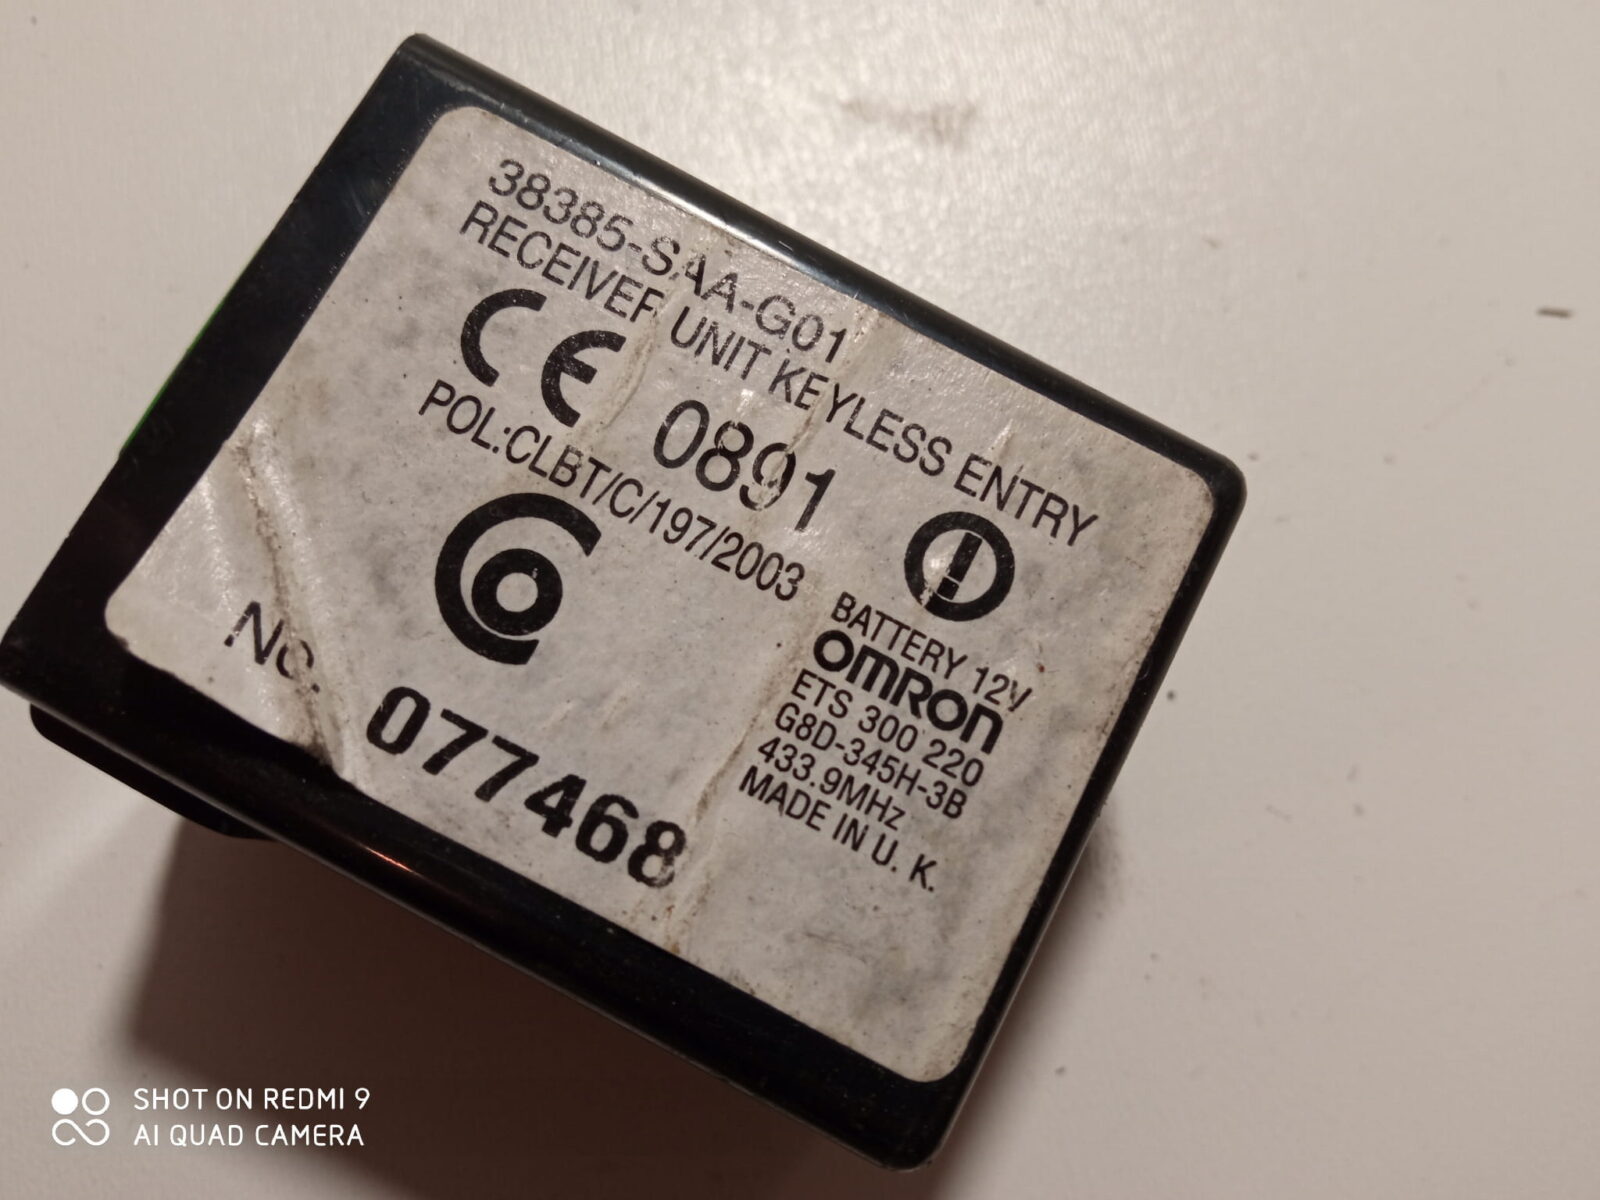 38385-SAA-G01
RECEIVER UNIT KEYLESS ENTRY
CE 0891
POL:CLBT/C/197/2003
BATTERY 12V
OMRON
ETS 300 220
G8D-345H-3B
433.9MHz
MADE IN U. K.
No. 077468
SHOT ON REDMI 9
AI QUAD CAMERA